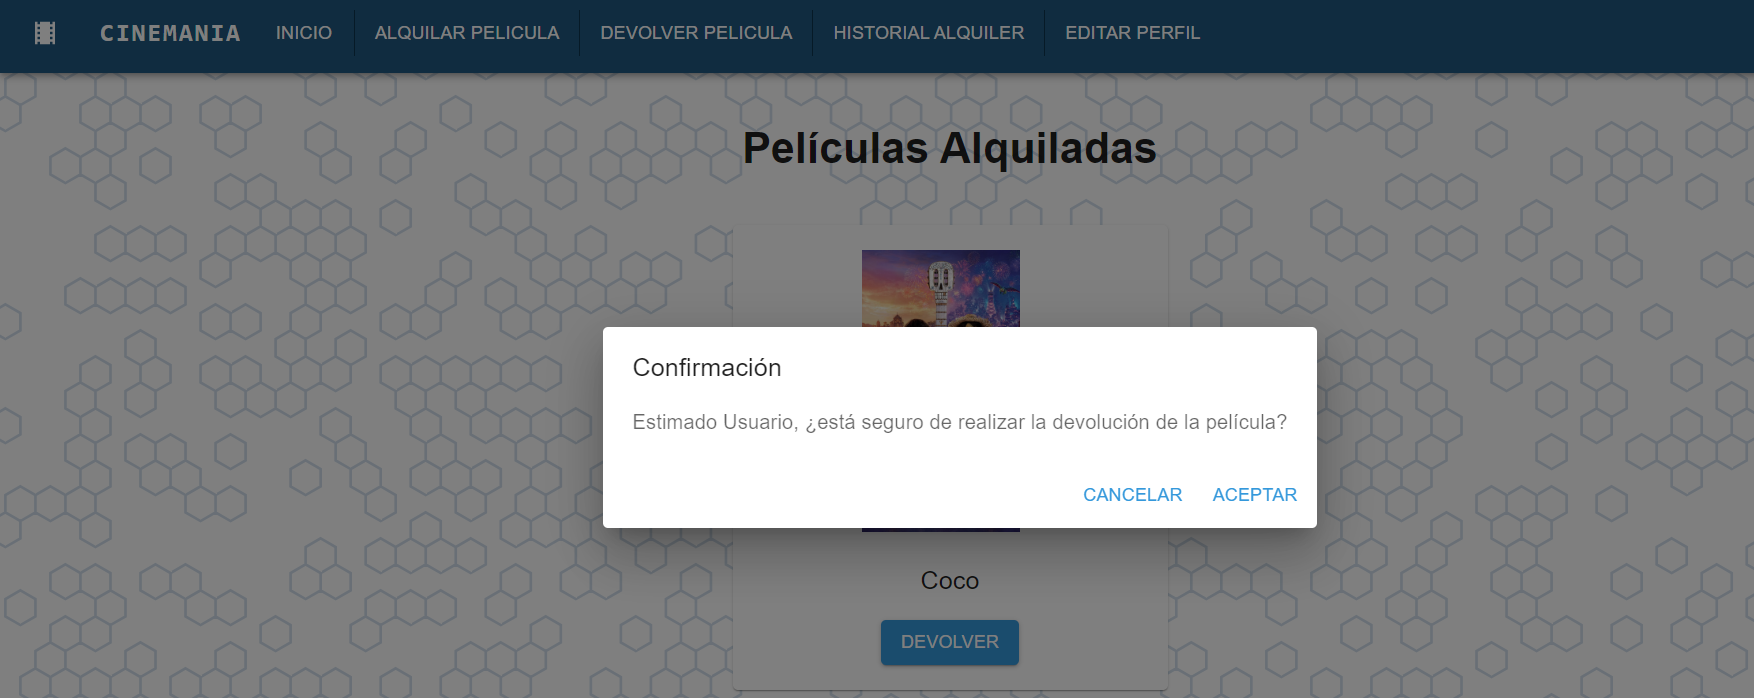 CINEMANIA INICIO ALQUILAR PELICULA DEVOLVER PELICULA HISTORIAL ALQUILER EDITAR PERFIL
Películas Alquiladas
Confirmación
Estimado Usuario, ¿está seguro de realizar la devolución de la película?
CANCELAR ACEPTAR
Coco
DEVOLVER